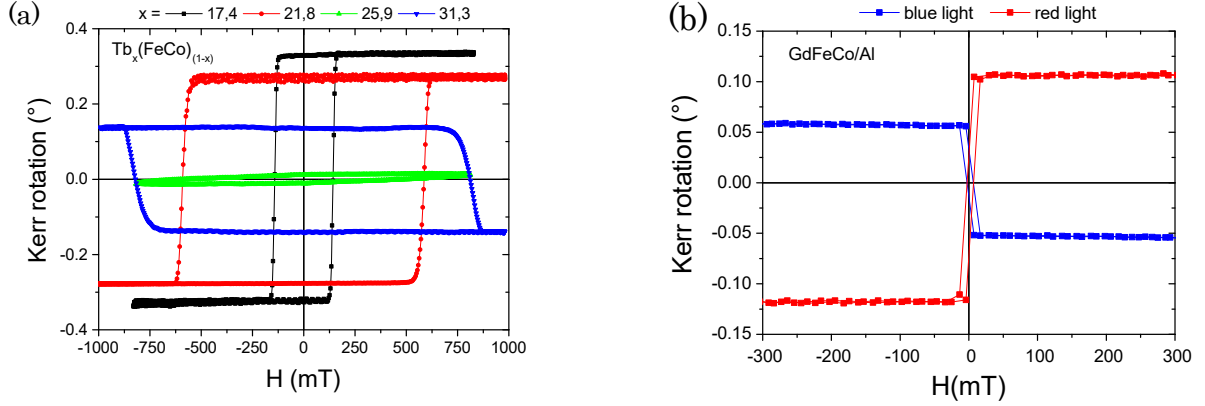 (a)
x = 17,4 21,8 25,9 31,3
Tb_x(FeCo)_(1-x)
Kerr rotation (°)
0.4
0.2
0.0
-0.2
-0.4
-1000 -750 -500 -250 0 250 500 750 1000
H (mT)
(b)
blue light red light
GdFeCo/Al
Kerr rotation (°)
0.15
0.10
0.05
0.00
-0.05
-0.10
-0.15
-300 -200 -100 0 100 200 300
H(mT)